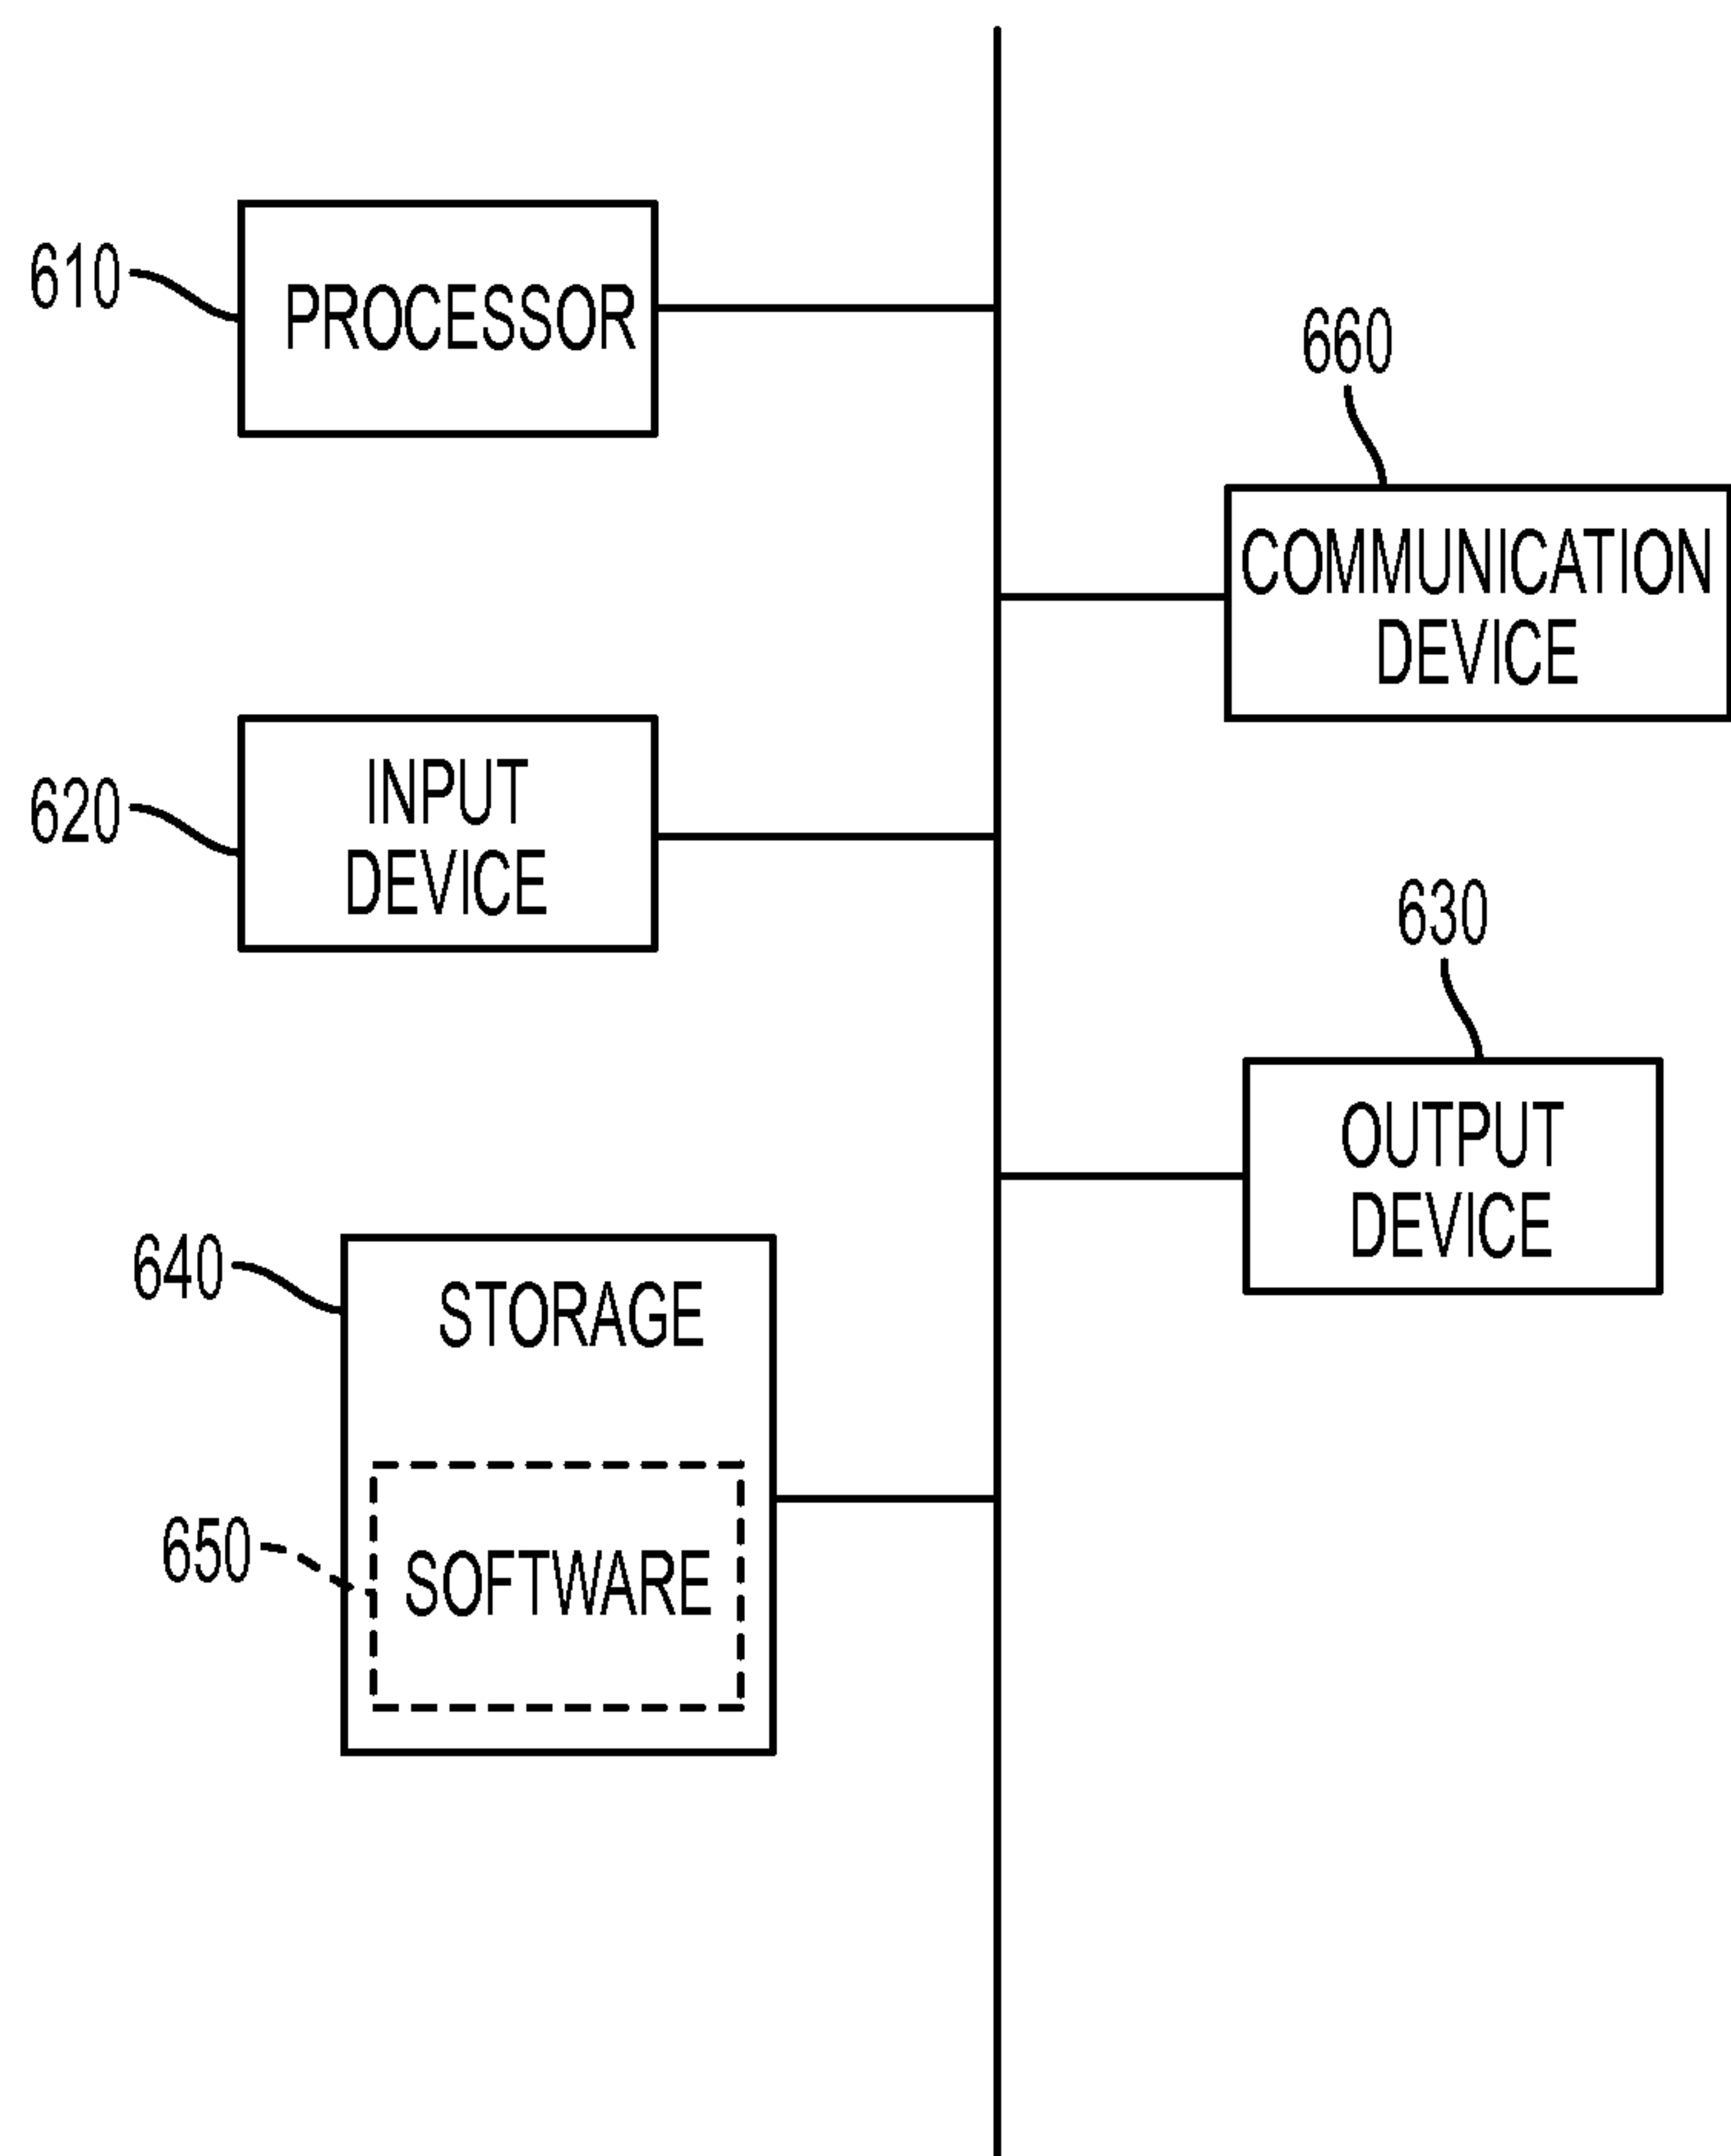 610
PROCESSOR
660
COMMUNICATION
DEVICE
620
INPUT
DEVICE
630
OUTPUT
DEVICE
640
STORAGE
650
SOFTWARE